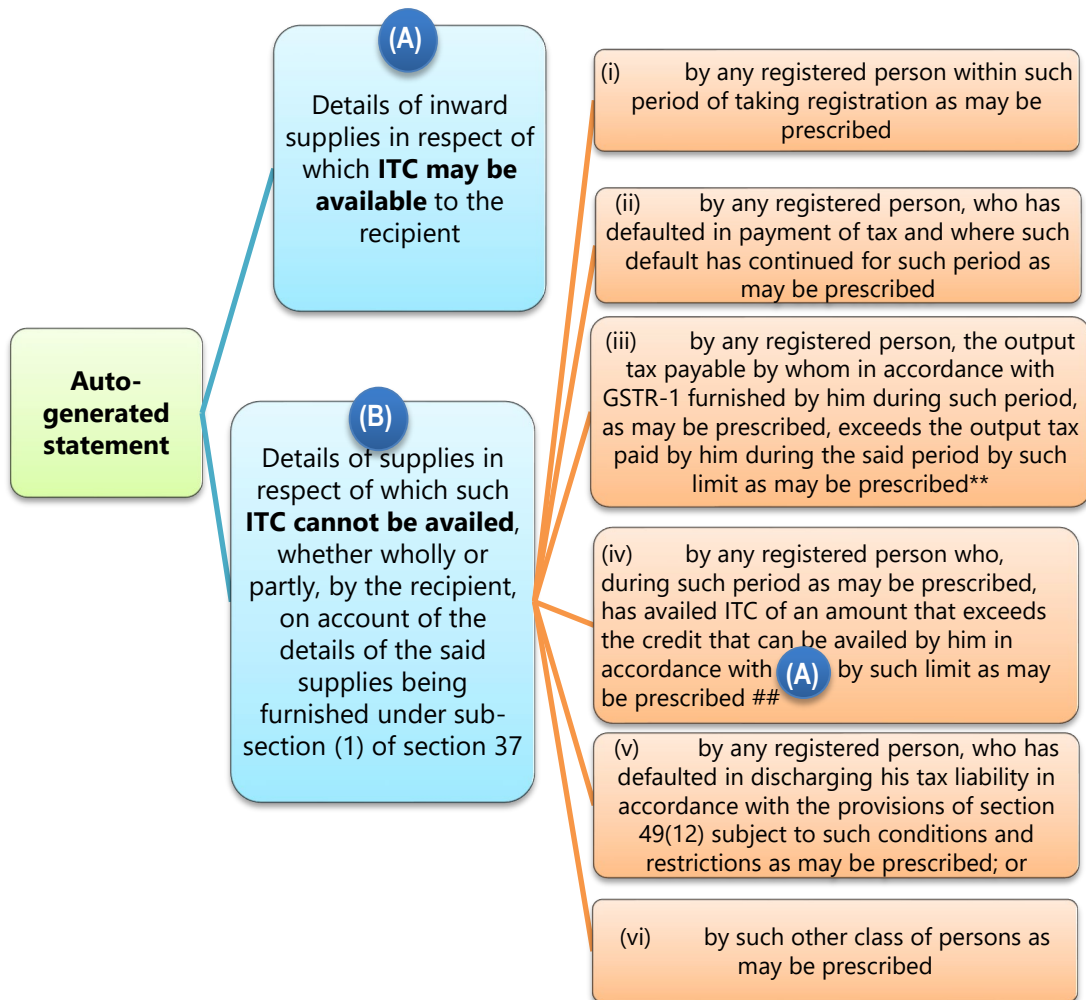 Auto-
generated
statement
(A)
Details of inward
supplies in respect of
which ITC may be
available to the
recipient
(B)
Details of supplies in
respect of which such
ITC cannot be availed,
whether wholly or
partly, by the recipient,
on account of the
details of the said
supplies being
furnished under sub-
section (1) of section 37
(i) by any registered person within such
period of taking registration as may be
prescribed
(ii) by any registered person, who has
defaulted in payment of tax and where such
default has continued for such period as
may be prescribed
(iii) by any registered person, the output
tax payable by whom in accordance with
GSTR-1 furnished by him during such period,
as may be prescribed, exceeds the output tax
paid by him during the said period by such
limit as may be prescribed**
(iv) by any registered person who,
during such period as may be prescribed,
has availed ITC of an amount that exceeds
the credit that can be availed by him in
accordance with (A) by such limit as may
be prescribed ##
(v) by any registered person, who has
defaulted in discharging his tax liability in
accordance with the provisions of section
49(12) subject to such conditions and
restrictions as may be prescribed; or
(vi) by such other class of persons as
may be prescribed